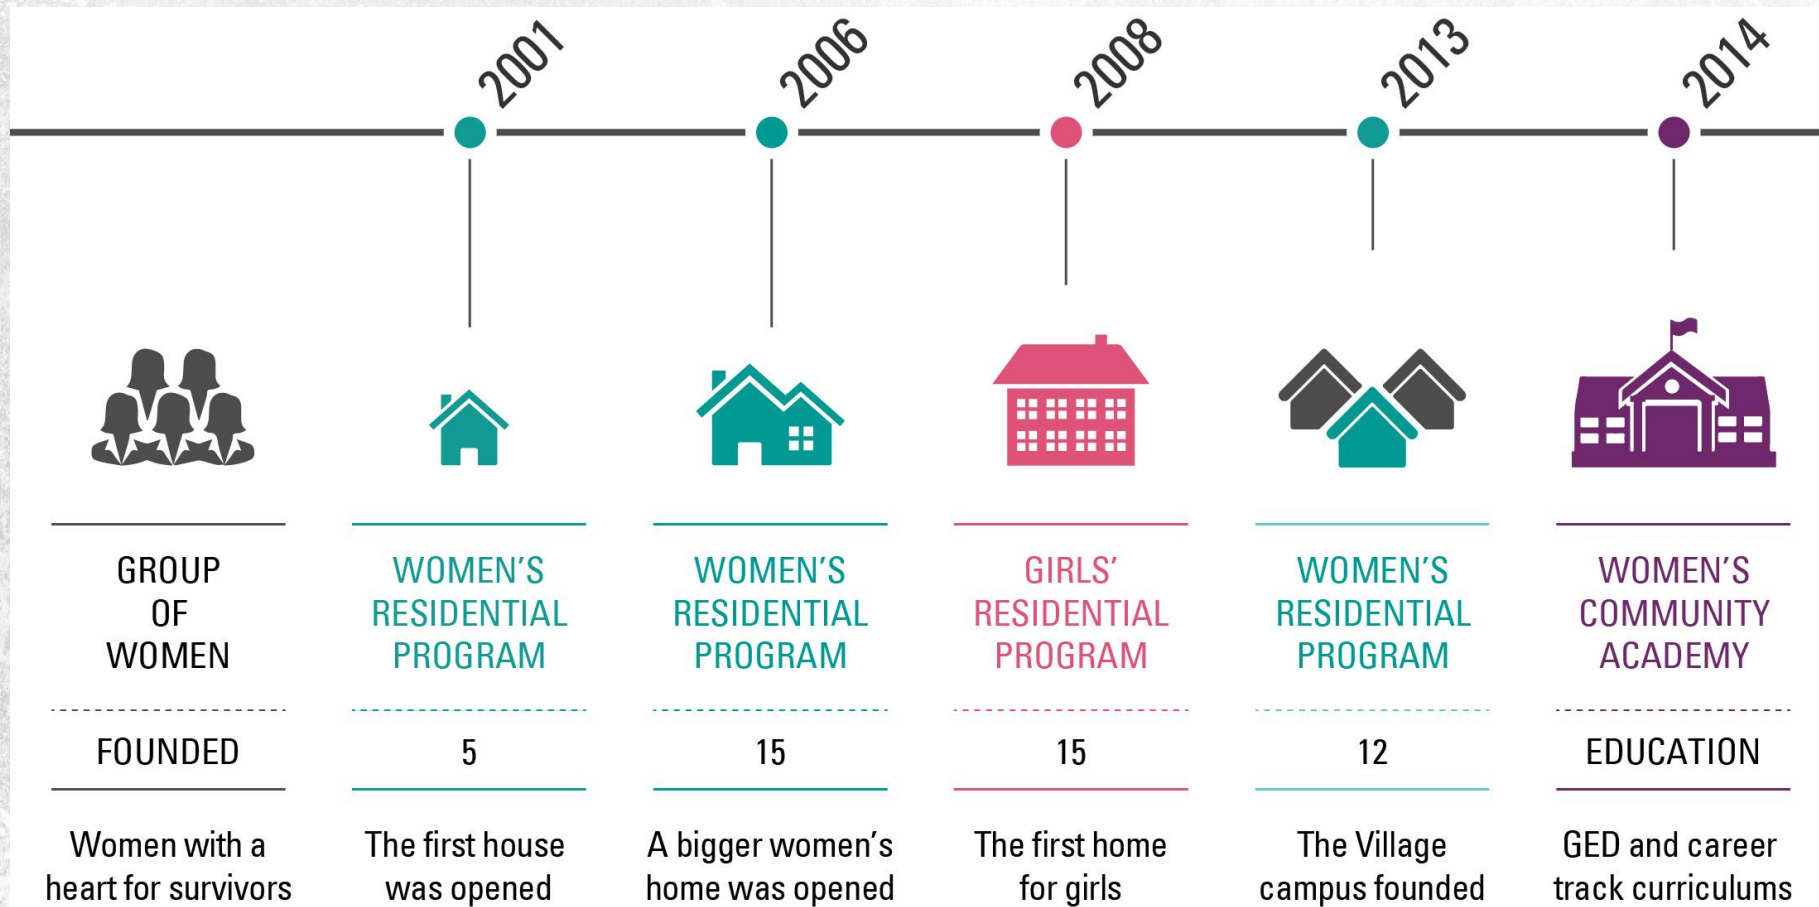 2001
2006
2008
2013
2014
GROUP
OF
WOMEN
FOUNDED
Women with a
heart for survivors
WOMEN’S
RESIDENTIAL
PROGRAM
5
The first house
was opened
WOMEN’S
RESIDENTIAL
PROGRAM
15
A bigger women’s
home was opened
GIRLS’
RESIDENTIAL
PROGRAM
15
The first home
for girls
WOMEN’S
RESIDENTIAL
PROGRAM
12
The Village
campus founded
WOMEN’S
COMMUNITY
ACADEMY
EDUCATION
GED and career
track curriculums